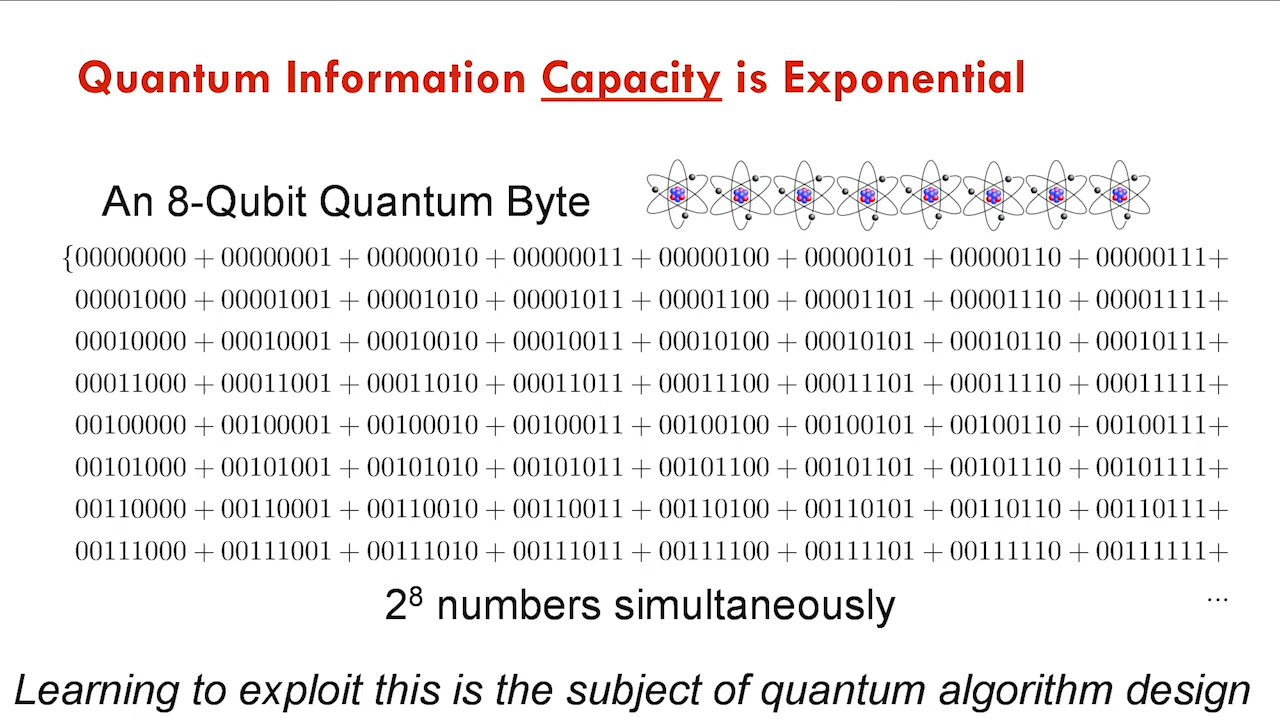 Quantum Information Capacity is Exponential
An 8-Qubit Quantum Byte
{00000000 + 00000001 + 00000010 + 00000011 + 00000100 + 00000101 + 00000110 + 00000111+
00001000 + 00001001 + 00001010 + 00001011 + 00001100 + 00001101 + 00001110 + 00001111+
00010000 + 00010001 + 00010010 + 00010011 + 00010100 + 00010101 + 00010110 + 00010111+
00011000 + 00011001 + 00011010 + 00011011 + 00011100 + 00011101 + 00011110 + 00011111+
00100000 + 00100001 + 00100010 + 00100011 + 00100100 + 00100101 + 00100110 + 00100111+
00101000 + 00101001 + 00101010 + 00101011 + 00101100 + 00101101 + 00101110 + 00101111+
00110000 + 00110001 + 00110010 + 00110011 + 00110100 + 00110101 + 00110110 + 00110111+
00111000 + 00111001 + 00111010 + 00111011 + 00111100 + 00111101 + 00111110 + 00111111+
...
2⁸ numbers simultaneously
Learning to exploit this is the subject of quantum algorithm design